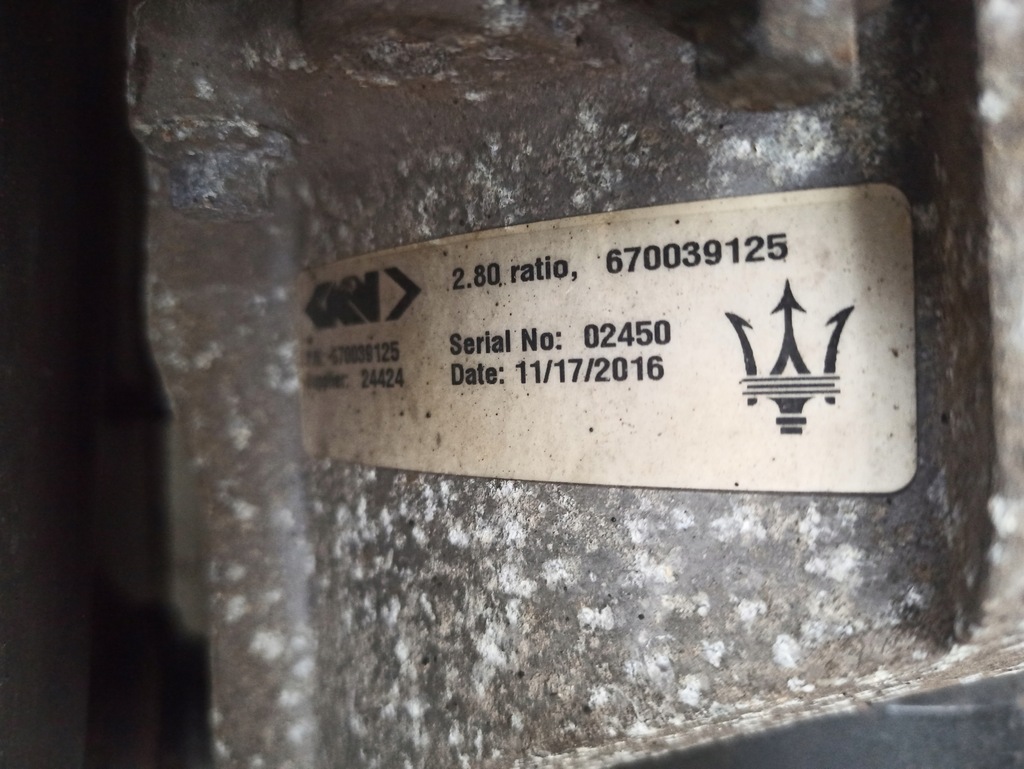 GKN
2.80 ratio, 670039125
Serial No: 02450
Date: 11/17/2016
P/N: 670039125
Supplier: 24424